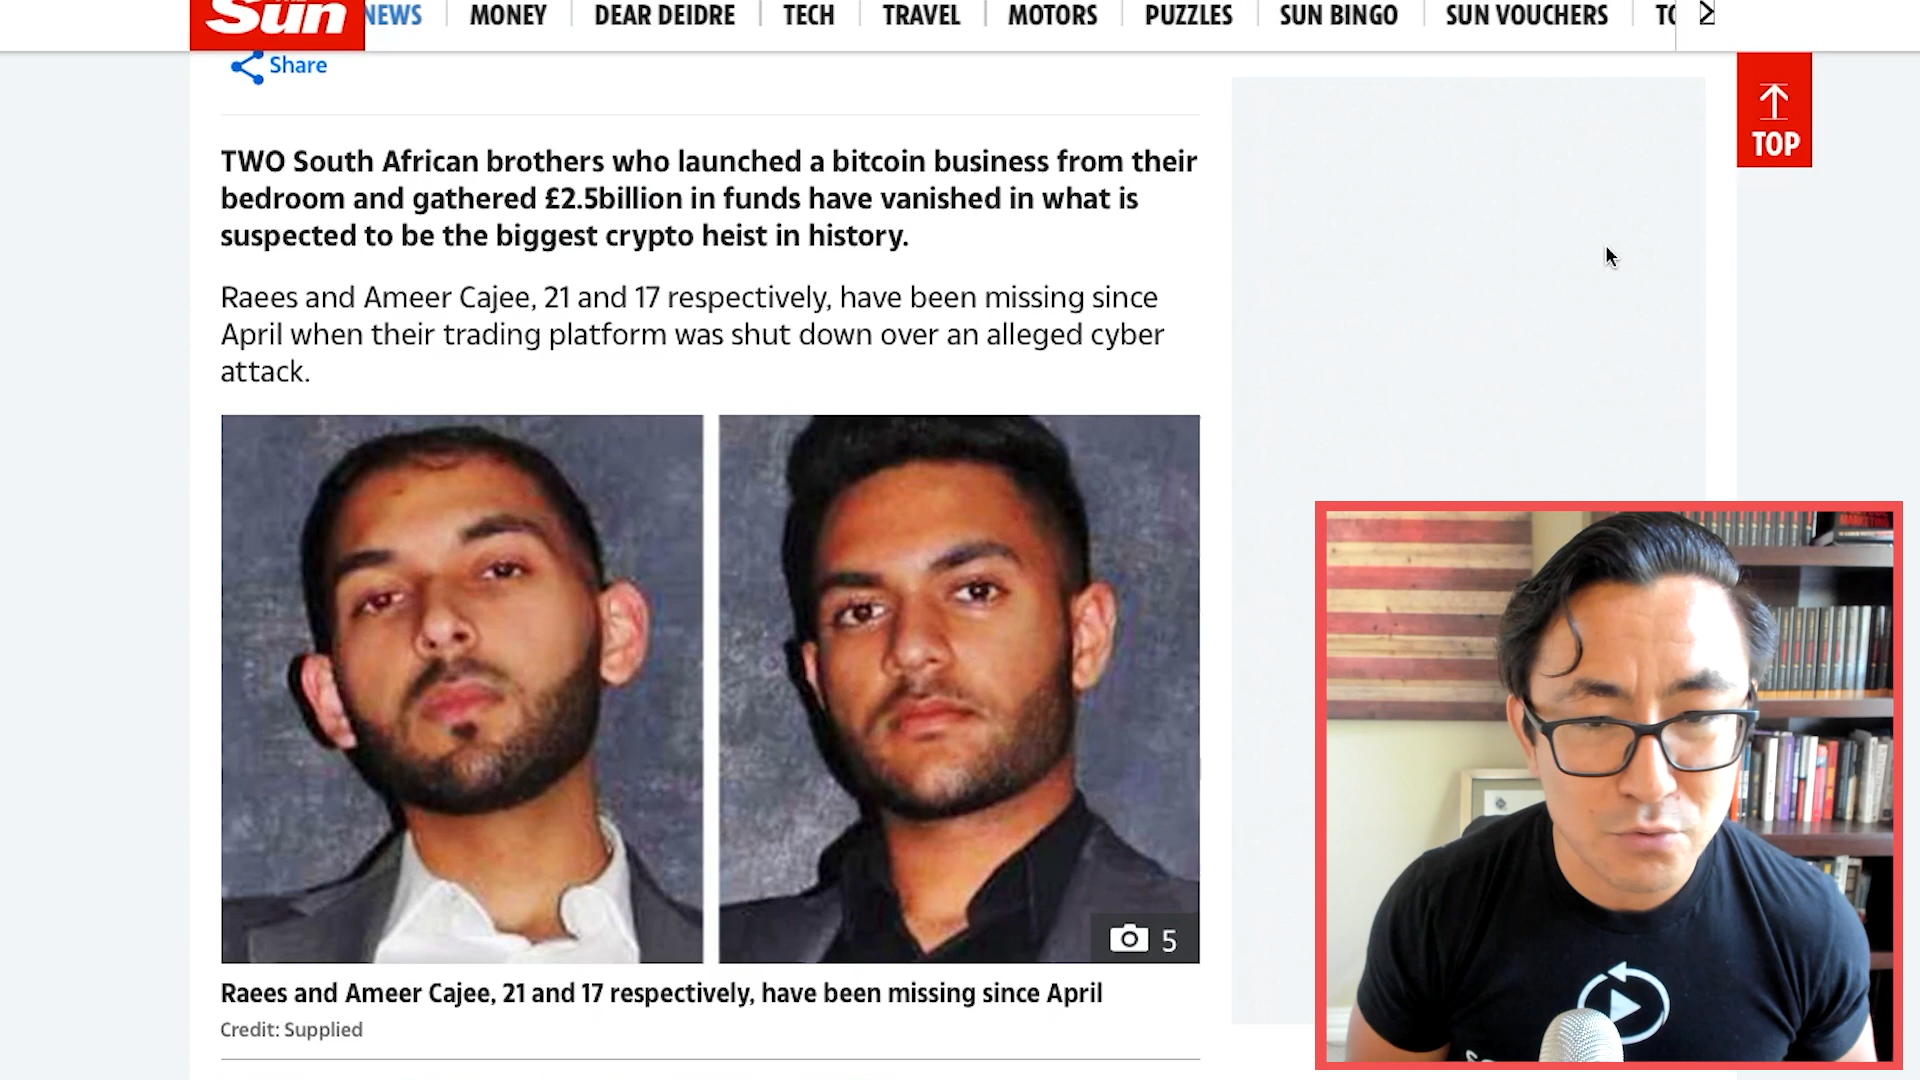 THE
Sun
NEWS
MONEY
DEAR DEIDRE
TECH
TRAVEL
MOTORS
PUZZLES
SUN BINGO
SUN VOUCHERS
Share
TOP
TWO South African brothers who launched a bitcoin business from their
bedroom and gathered £2.5billion in funds have vanished in what is
suspected to be the biggest crypto heist in history.
Raees and Ameer Cajee, 21 and 17 respectively, have been missing since
April when their trading platform was shut down over an alleged cyber
attack.
5
Raees and Ameer Cajee, 21 and 17 respectively, have been missing since April
Credit: Supplied
MARKETING